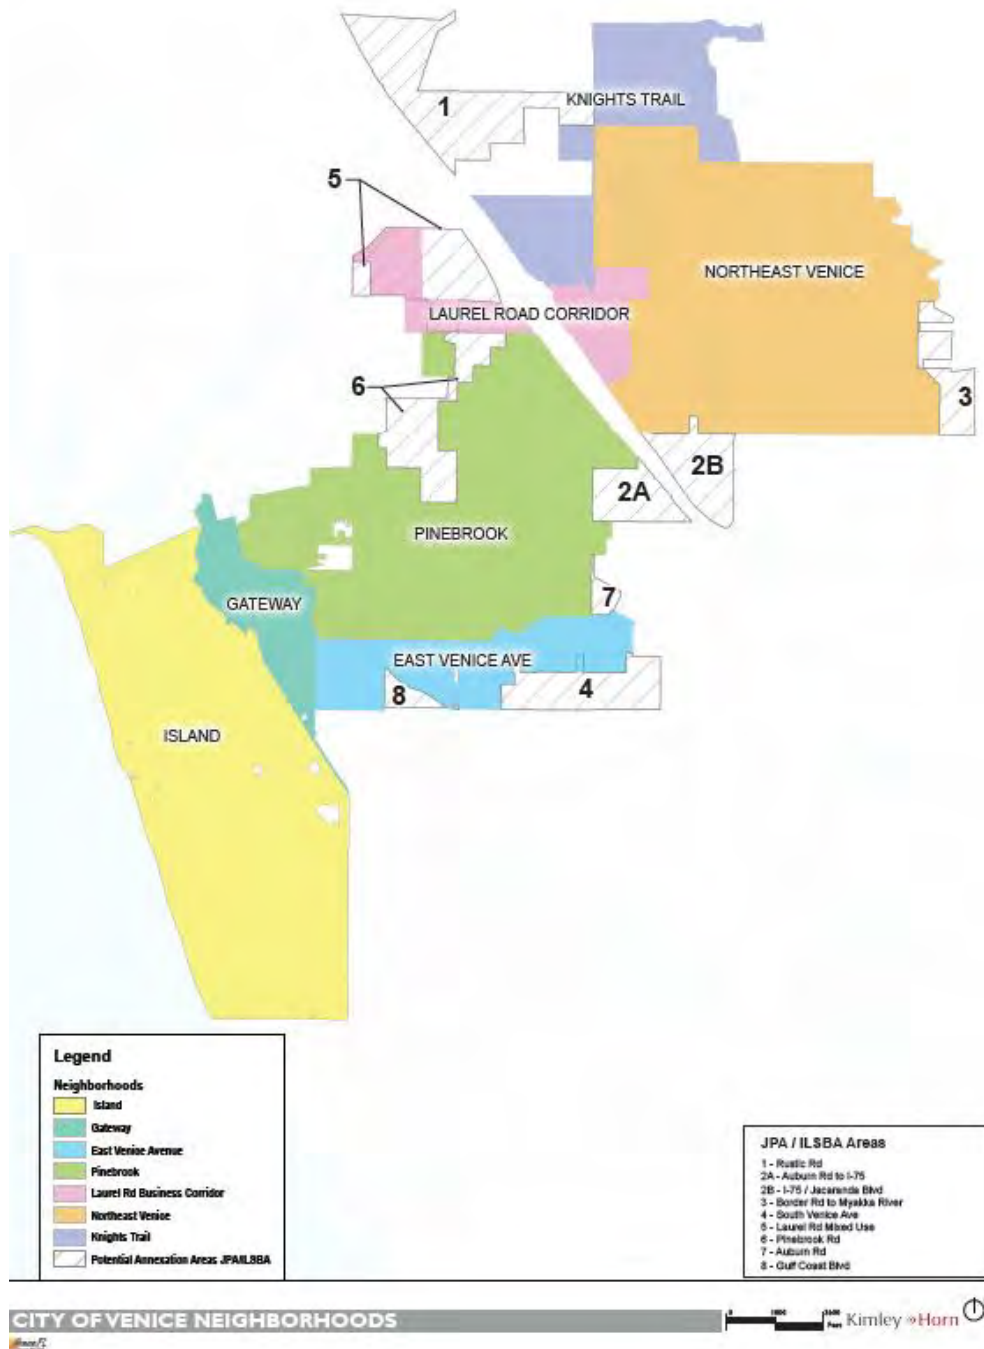 1
KNIGHTS TRAIL
5
NORTHEAST VENICE
LAUREL ROAD CORRIDOR
6
3
2B
2A
PINEBROOK
7
GATEWAY
EAST VENICE AVE
8
4
ISLAND
Legend
Neighborhoods
Island
Gateway
East Venice Avenue
Pinebrook
Laurel Rd Business Corridor
Northeast Venice
Knights Trail
Potential Annexation Areas JPA/ILSBA
JPA / ILSBA Areas
1 - Rustic Rd
2A - Auburn Rd to I-75
2B - I-75 / Jacaranda Blvd
3 - Border Rd to Myakka River
4 - South Venice Ave
5 - Laurel Rd Mixed Use
6 - Pinebrook Rd
7 - Auburn Rd
8 - Gulf Coast Blvd
CITY OF VENICE NEIGHBORHOODS
0
Feet
Kimley»Horn